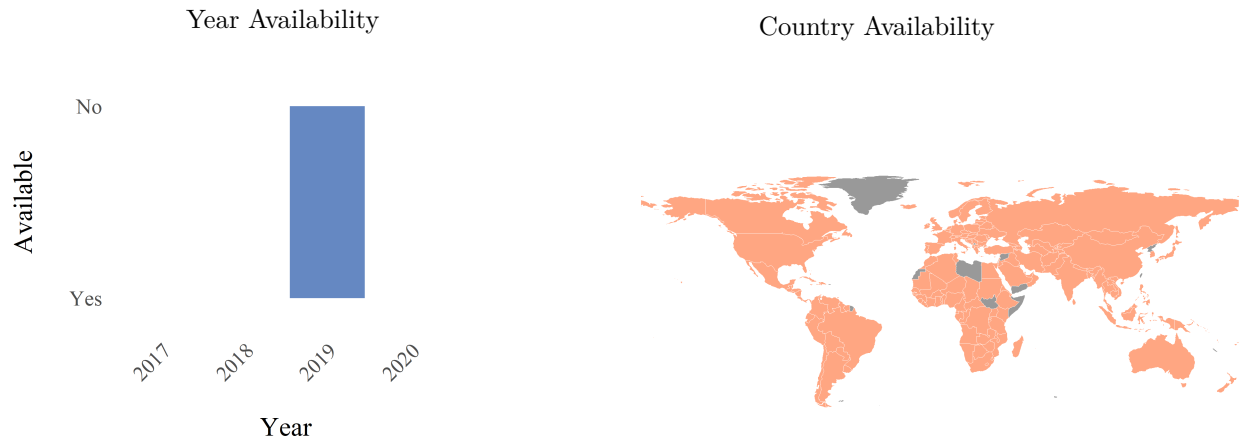 Year Availability
Available
No
Yes
2017
2018
2019
2020
Year
Country Availability